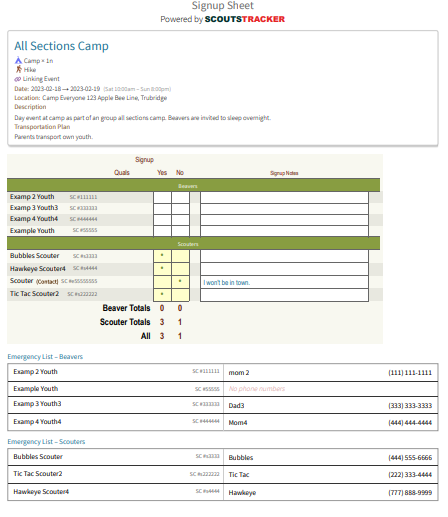 Signup Sheet
Powered by SCOUTSTRACKER
All Sections Camp
Camp × 1n
Hike
Linking Event
Date: 2023-02-18 → 2023-02-19 (Sat 10:00am – Sun 8:00pm)
Location: Camp Everyone 123 Apple Bee Line, Trubridge
Description
Day event at camp as part of an group all sections camp. Beavers are invited to sleep overnight.
Transportation Plan
Parents transport own youth.
Signup
Quals Yes No Signup Notes
Beavers
Examp 2 Youth SC #111111
Examp 3 Youth3 SC #333333
Examp 4 Youth4 SC #444444
Example Youth SC #55555
Scouters
Bubbles Scouter SC #s3333 *
Hawkeye Scouter4 SC #s4444 *
Scouter (Contact) * I won't be in town.
Tic Tac Scouter2 SC #s222222 *
Beaver Totals 0 0
Scouter Totals 3 1
All 3 1
Emergency List – Beavers
Examp 2 Youth SC #111111 mom 2 (111) 111-1111
Example Youth SC #55555 No phone numbers
Examp 3 Youth3 SC #333333 Dad3 (333) 333-3333
Examp 4 Youth4 SC #444444 Mom4 (444) 444-4444
Emergency List – Scouters
Bubbles Scouter SC #s3333 Bubbles (444) 555-6666
Tic Tac Scouter2 SC #s222222 Tic Tac (222) 333-4444
Hawkeye Scouter4 SC #s4444 Hawkeye (777) 888-9999